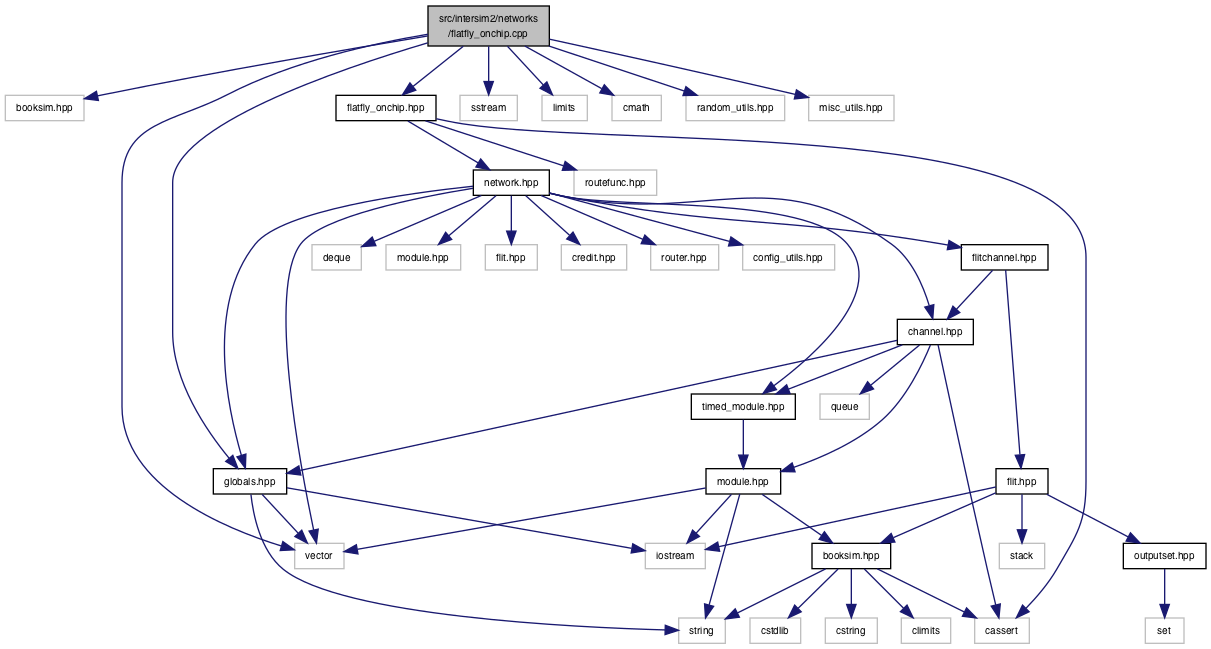 src/intersim2/networks
/flatfly_onchip.cpp
booksim.hpp
flatfly_onchip.hpp
sstream
limits
cmath
random_utils.hpp
misc_utils.hpp
network.hpp
routefunc.hpp
deque
module.hpp
flit.hpp
credit.hpp
router.hpp
config_utils.hpp
flitchannel.hpp
channel.hpp
timed_module.hpp
queue
globals.hpp
module.hpp
flit.hpp
vector
iostream
booksim.hpp
stack
outputset.hpp
string
cstdlib
cstring
climits
cassert
set